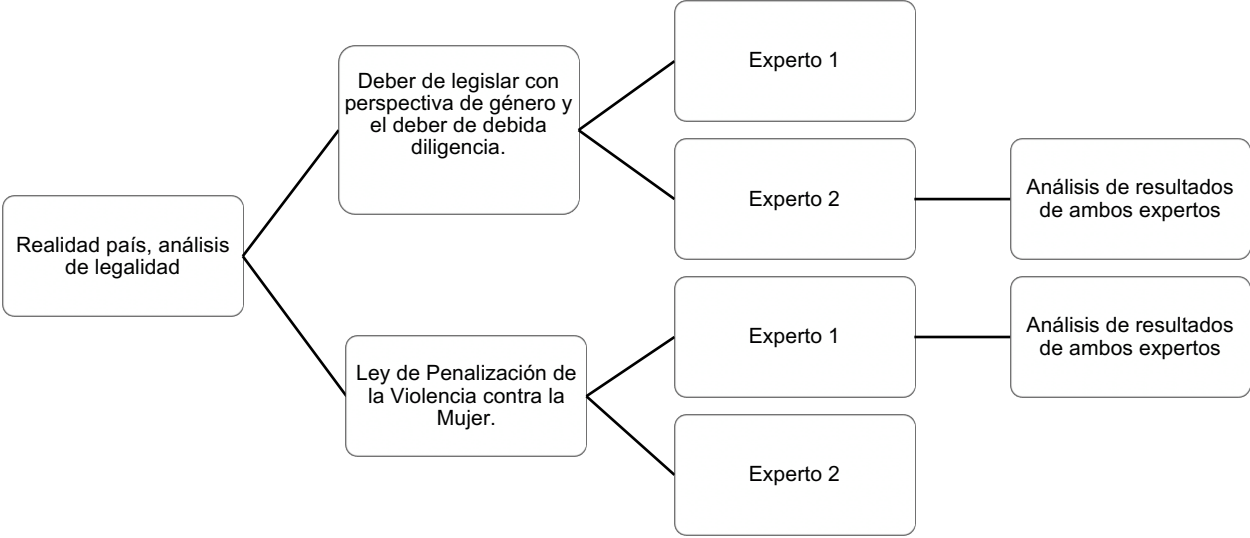 Realidad país, análisis
de legalidad
Deber de legislar con
perspectiva de género y
el deber de debida
diligencia.
Experto 1
Experto 2
Análisis de resultados
de ambos expertos
Ley de Penalización de
la Violencia contra la
Mujer.
Experto 1
Análisis de resultados
de ambos expertos
Experto 2